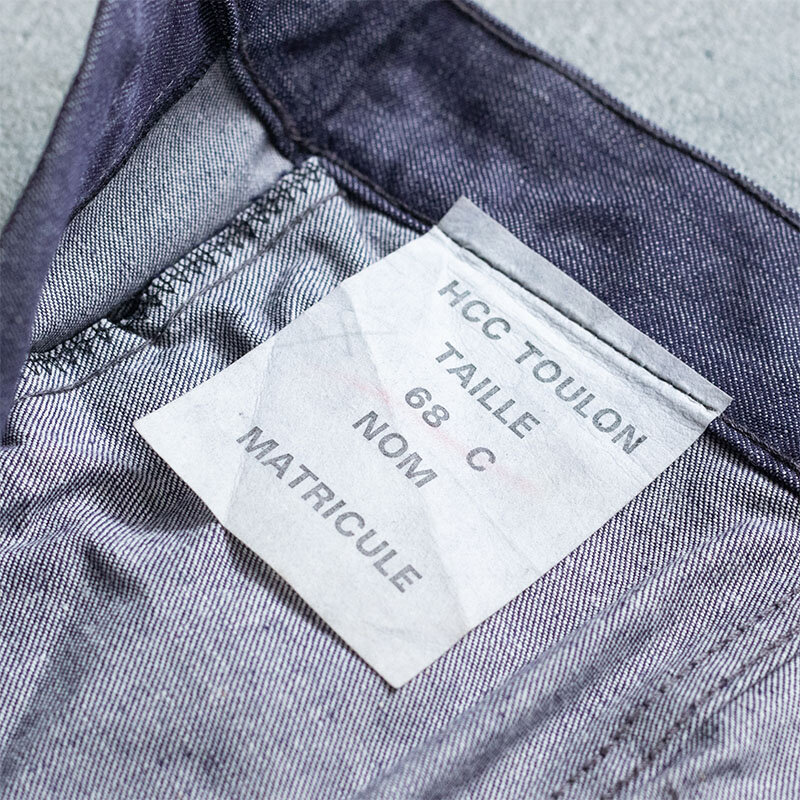 HCC TOULON
TAILLE
68 C
NOM
MATRICULE